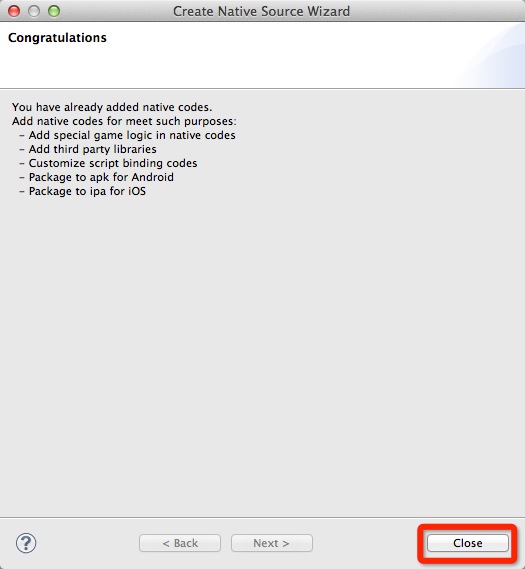 Create Native Source Wizard
Congratulations
You have already added native codes.
Add native codes for meet such purposes:
– Add special game logic in native codes
– Add third party libraries
– Customize script binding codes
– Package to apk for Android
– Package to ipa for iOS
?
< Back
Next >
Close